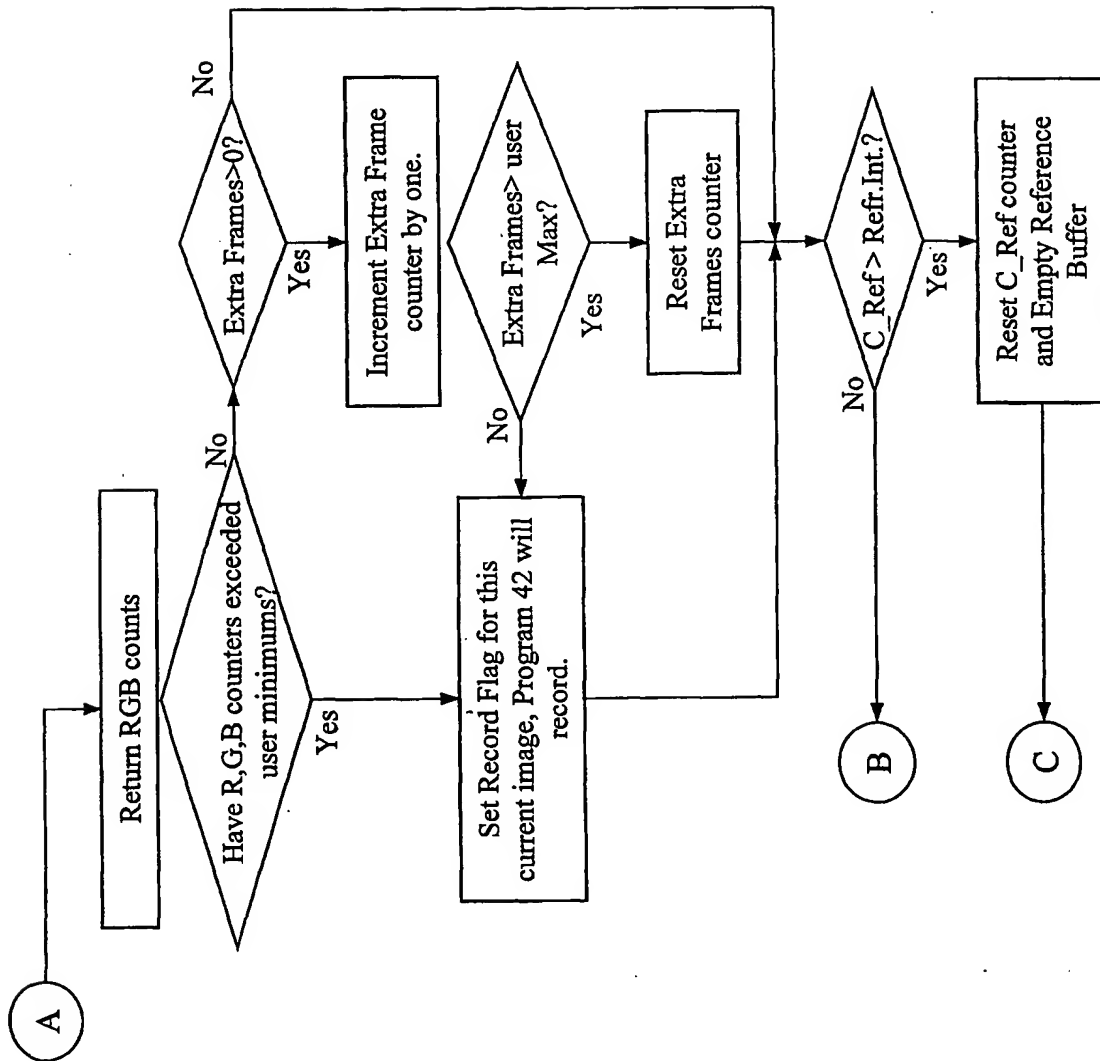 A
Return RGB counts
Have R,G,B counters exceeded
user minimums?
No
Yes
Extra Frames>0?
No
Yes
Increment Extra Frame
counter by one.
Extra Frames> user
Max?
No
Yes
Set Record Flag for this
current image, Program 42 will
record.
Reset Extra
Frames counter
C_Ref > Refr.Int.?
No
Yes
B
Reset C_Ref counter
and Empty Reference
Buffer
C